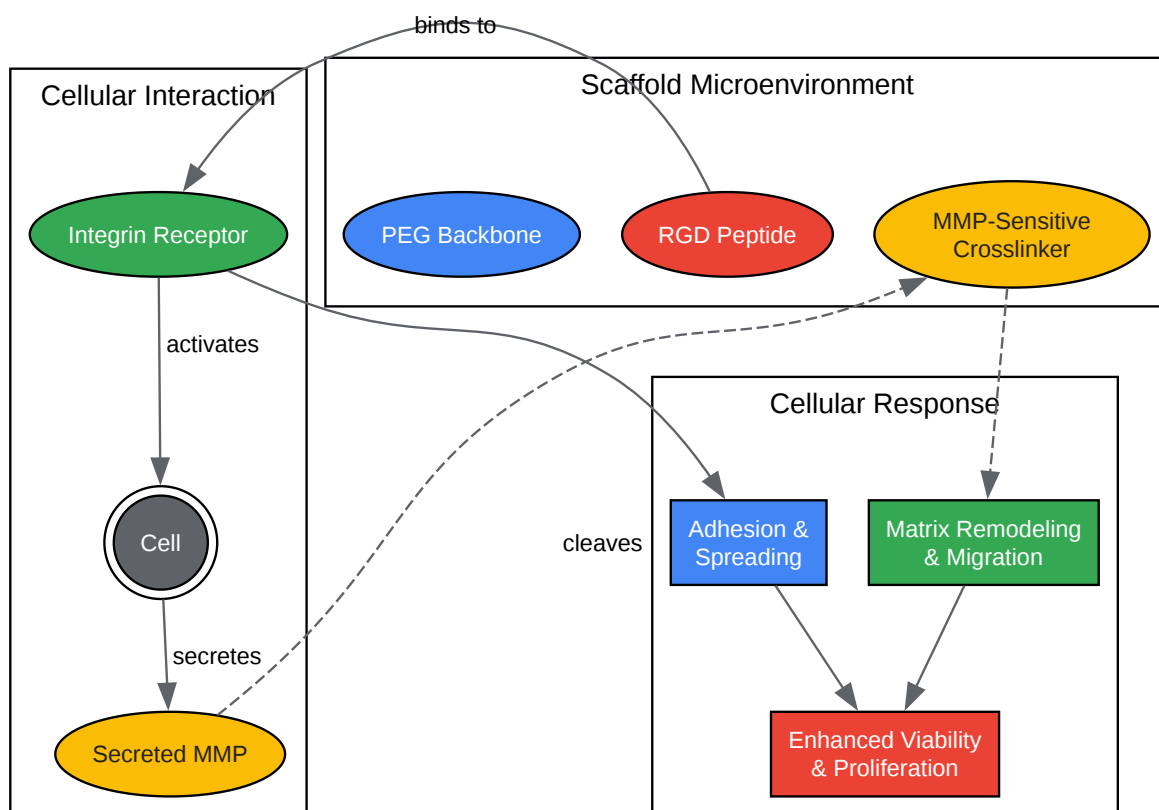 binds to
Cellular Interaction
Scaffold Microenvironment
Integrin Receptor
PEG Backbone
RGD Peptide
MMP-Sensitive
Crosslinker
activates
Cellular Response
Cell
cleaves
Adhesion &
Spreading
Matrix Remodeling
& Migration
secretes
Secreted MMP
Enhanced Viability
& Proliferation